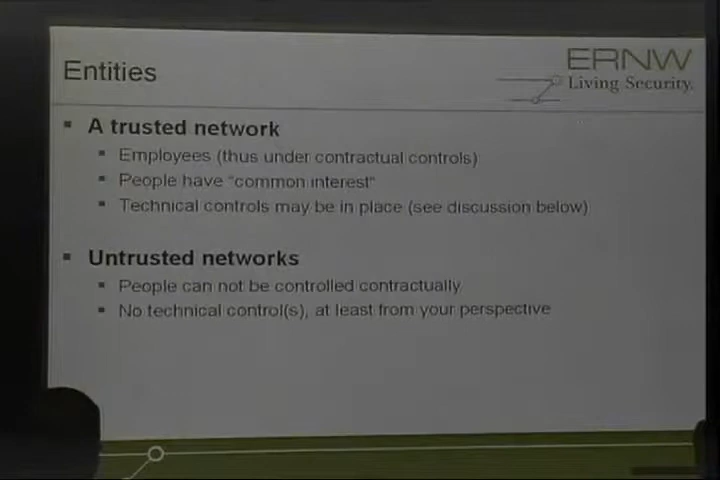 ERNW
Entities
Living Security.
A trusted network
Employees (thus under contractual controls)
People have "common interest"
Technical controls may be in place (see discussion below)
Untrusted networks
People can not be controlled contractually
No technical control(s), at least from your perspective